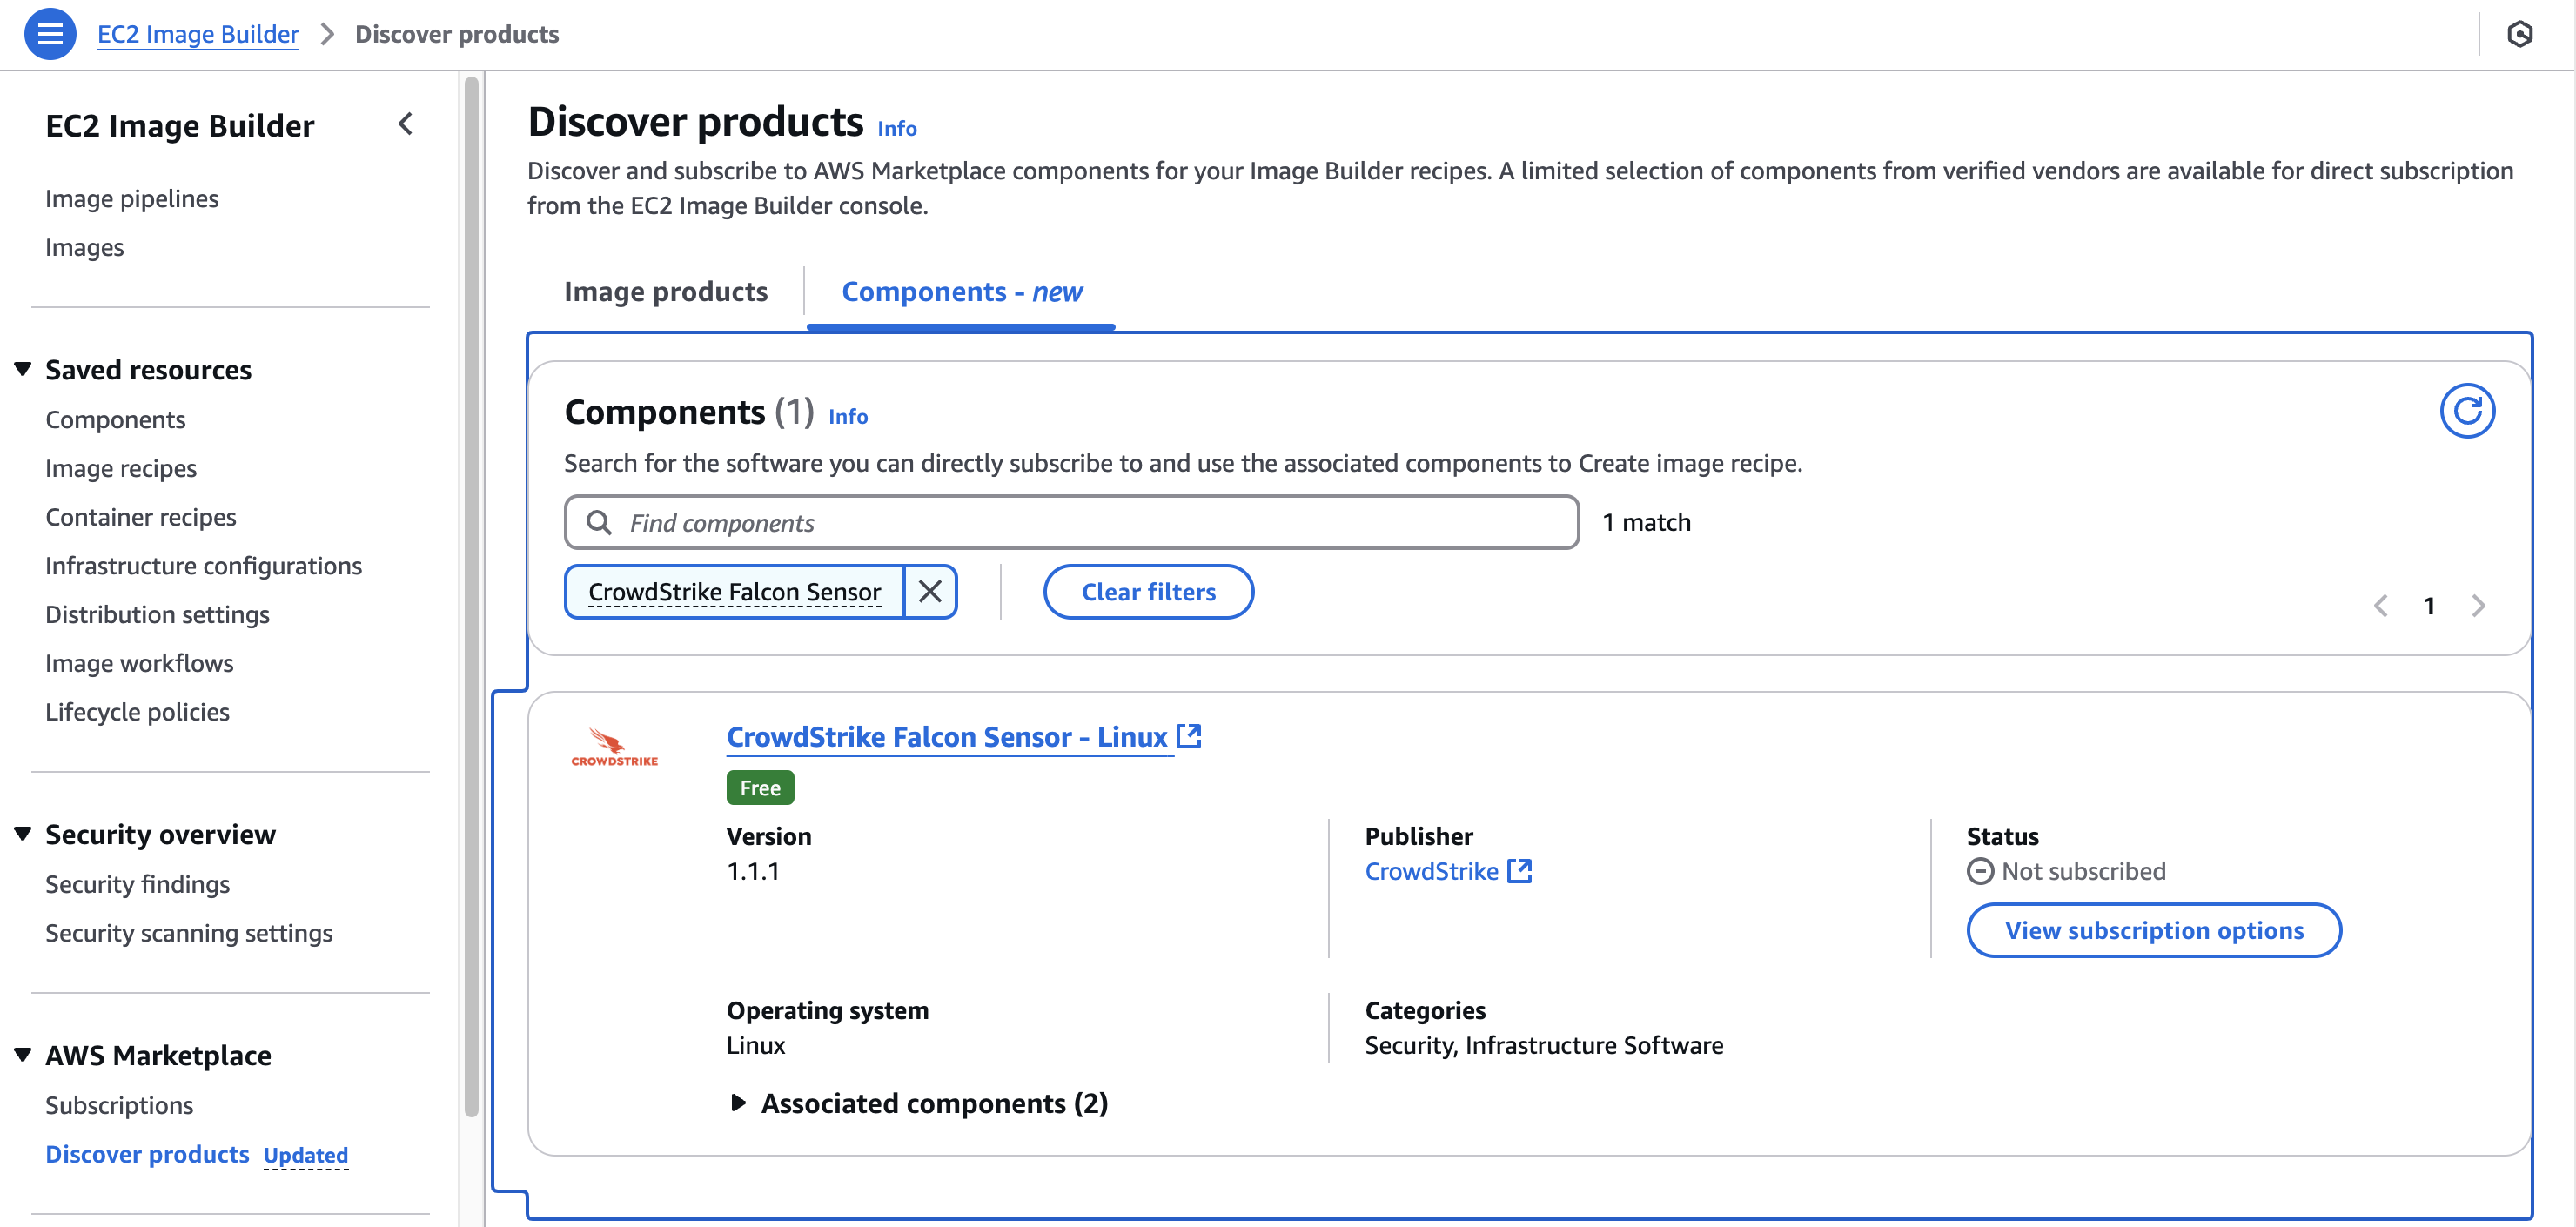 EC2 Image Builder > Discover products
EC2 Image Builder
Image pipelines
Images
Saved resources
Components
Image recipes
Container recipes
Infrastructure configurations
Distribution settings
Image workflows
Lifecycle policies
Security overview
Security findings
Security scanning settings
AWS Marketplace
Subscriptions
Discover products Updated
Discover products Info
Discover and subscribe to AWS Marketplace components for your Image Builder recipes. A limited selection of components from verified vendors are available for direct subscription
from the EC2 Image Builder console.
Image products
Components - new
Components (1) Info
Search for the software you can directly subscribe to and use the associated components to Create image recipe.
Find components
1 match
CrowdStrike Falcon Sensor
Clear filters
1
CROWDSTRIKE
CrowdStrike Falcon Sensor - Linux
Free
Version
1.1.1
Publisher
CrowdStrike
Status
Not subscribed
View subscription options
Operating system
Linux
Categories
Security, Infrastructure Software
Associated components (2)